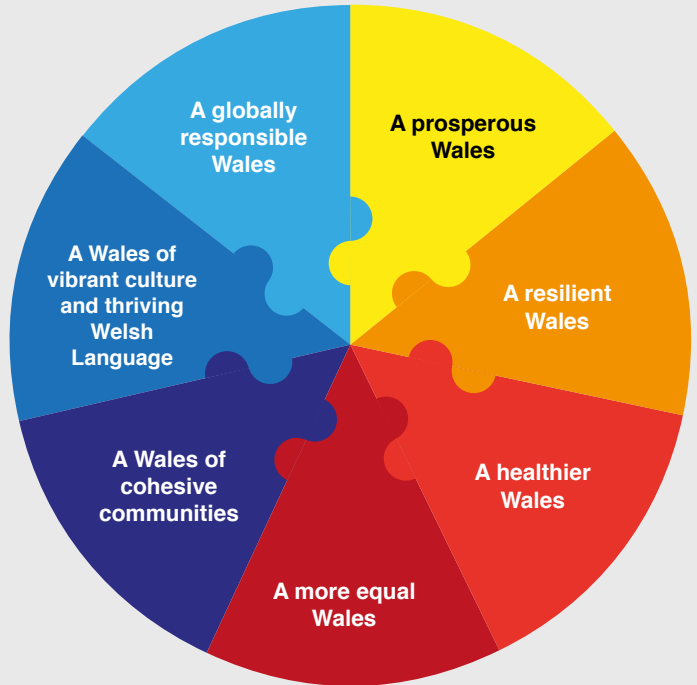 A prosperous
Wales
A resilient
Wales
A healthier
Wales
A more equal
Wales
A Wales of
cohesive
communities
A Wales of
vibrant culture
and thriving
Welsh
Language
A globally
responsible
Wales